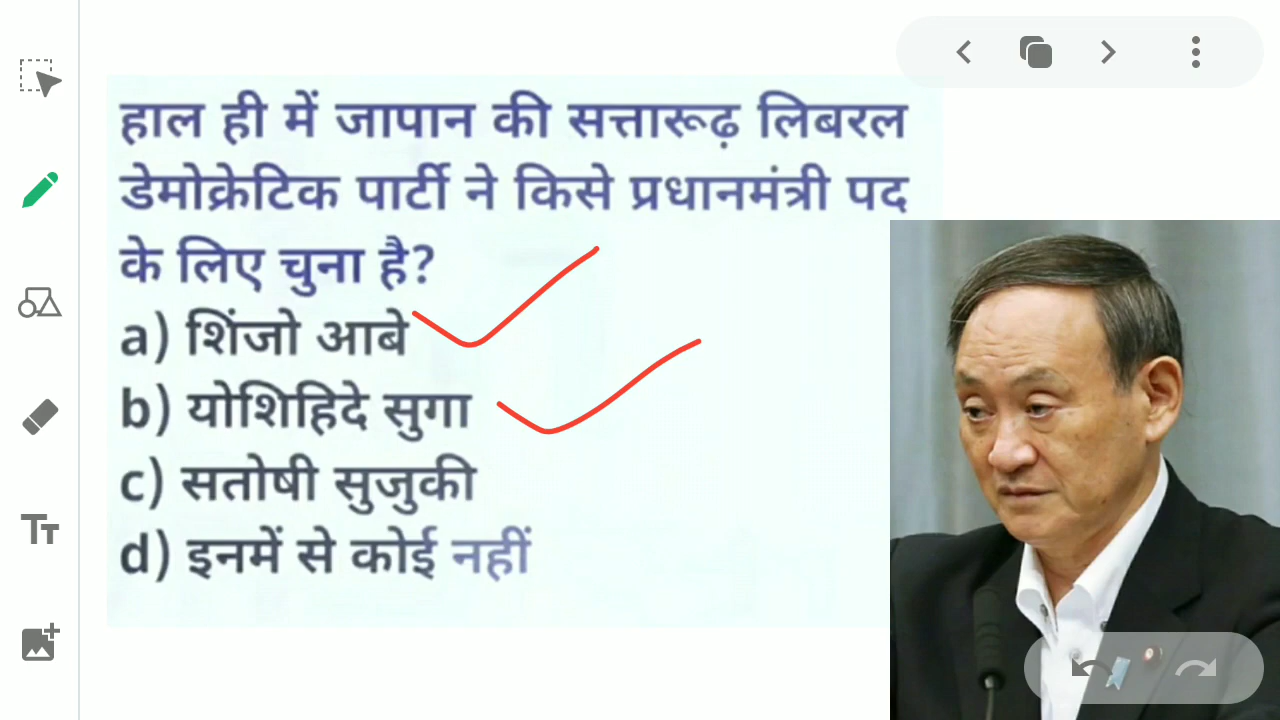 हाल ही में जापान की सत्तारूढ़ लिबरल
डेमोक्रेटिक पार्टी ने किसे प्रधानमंत्री पद
के लिए चुना है?
a) शिंजो आबे
b) योशिहिदे सुगा
c) सतोषी सुजुकी
d) इनमें से कोई नहीं